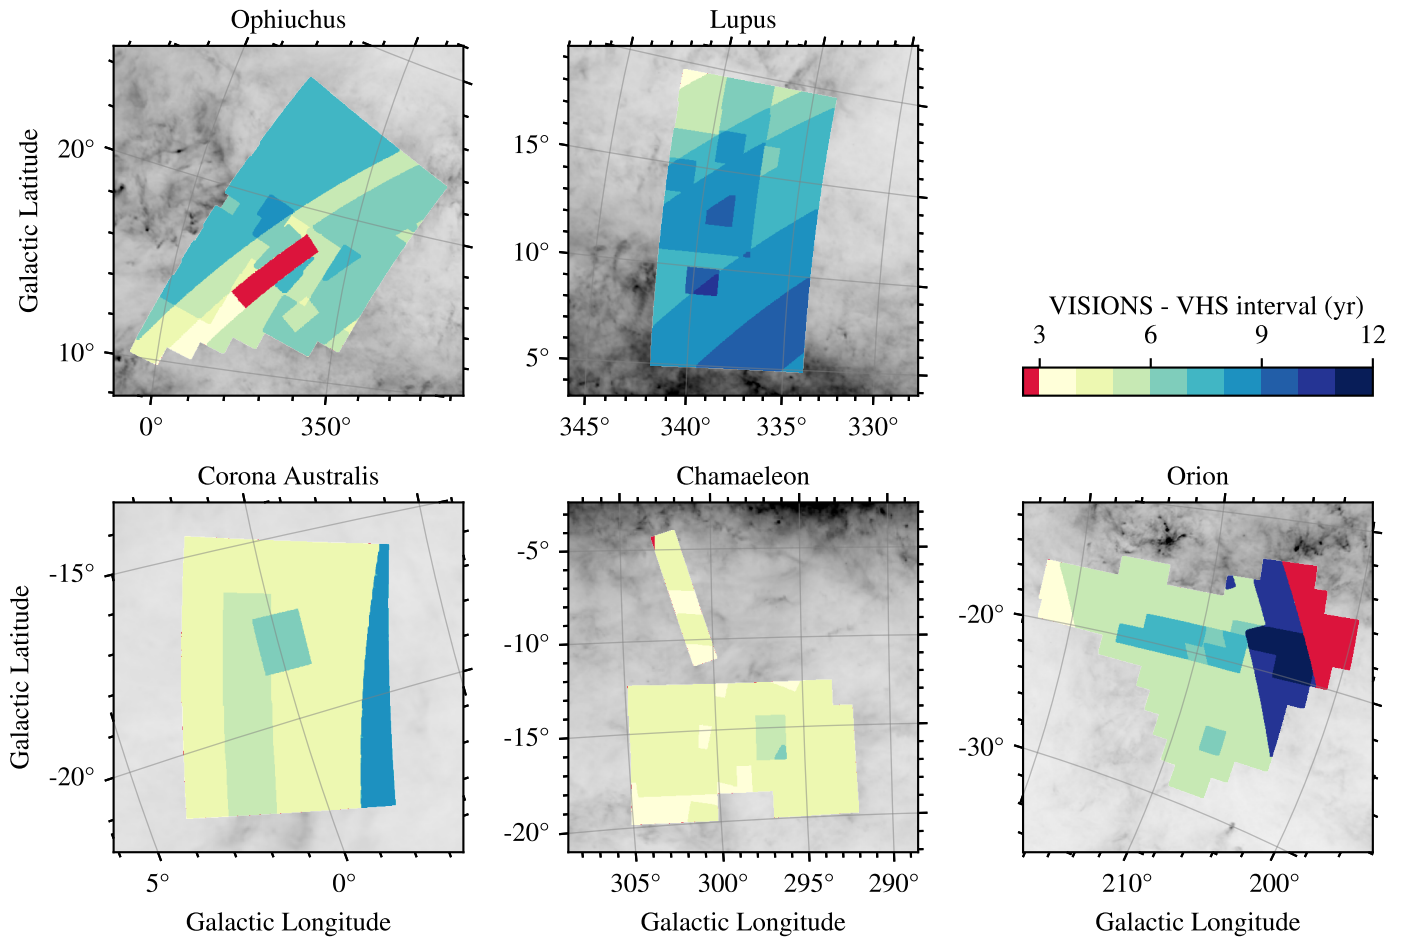 Ophiuchus
Galactic Latitude
20°
10°
0°
350°
Lupus
15°
10°
5°
345°
340°
335°
330°
VISIONS - VHS interval (yr)
3
6
9
12
Corona Australis
Galactic Latitude
-15°
-20°
5°
0°
Galactic Longitude
Chamaeleon
-5°
-10°
-15°
-20°
305°
300°
295°
290°
Galactic Longitude
Orion
-20°
-30°
210°
200°
Galactic Longitude